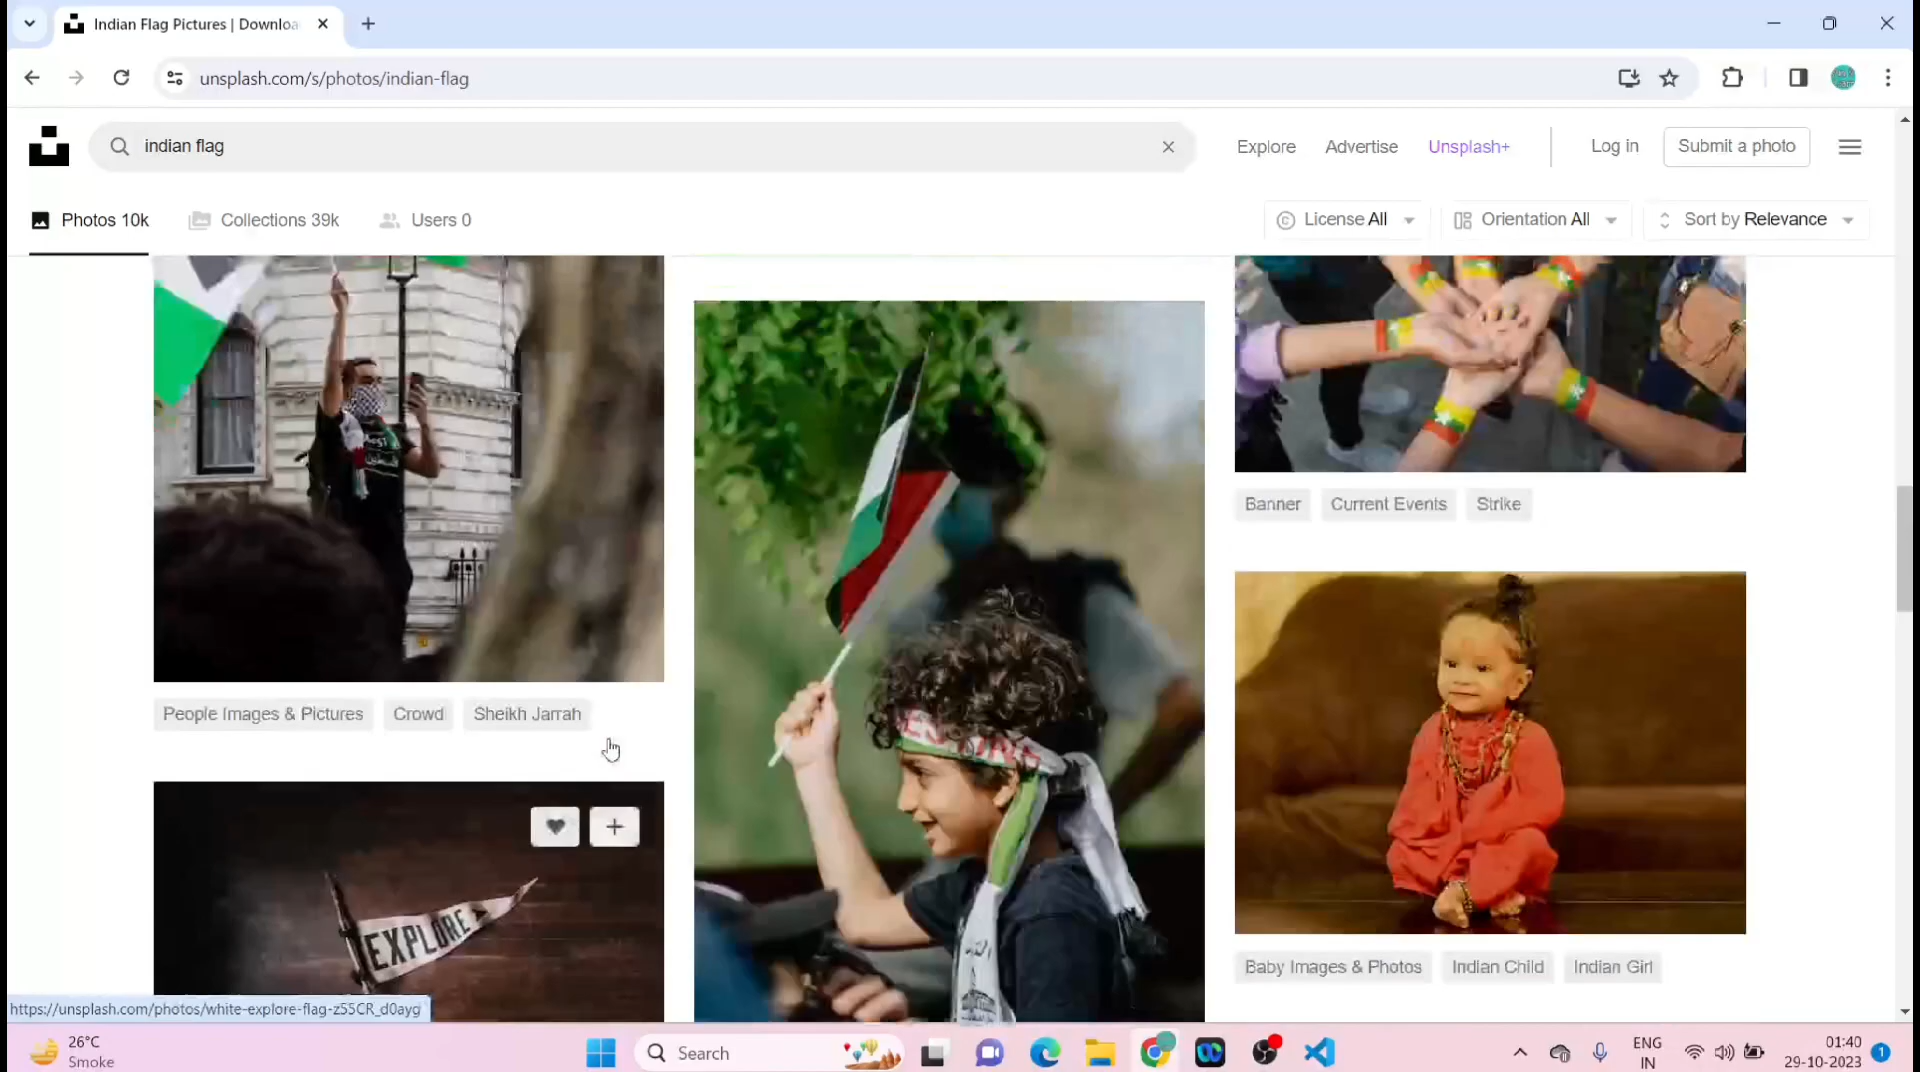 Indian Flag Pictures | Downloa
unsplash.com/s/photos/indian-flag
indian flag
Explore
Advertise
Unsplash+
Log in
Submit a photo
Photos 10k
Collections 39k
Users 0
License All
Orientation All
Sort by Relevance
Banner
Current Events
Strike
People Images & Pictures
Crowd
Sheikh Jarrah
EXPLORE
Baby Images & Photos
Indian Child
Indian Girl
https://unsplash.com/photos/white-explore-flag-z55CR_d0ayg
26°C
Smoke
Search
ENG
IN
01:40
29-10-2023
1